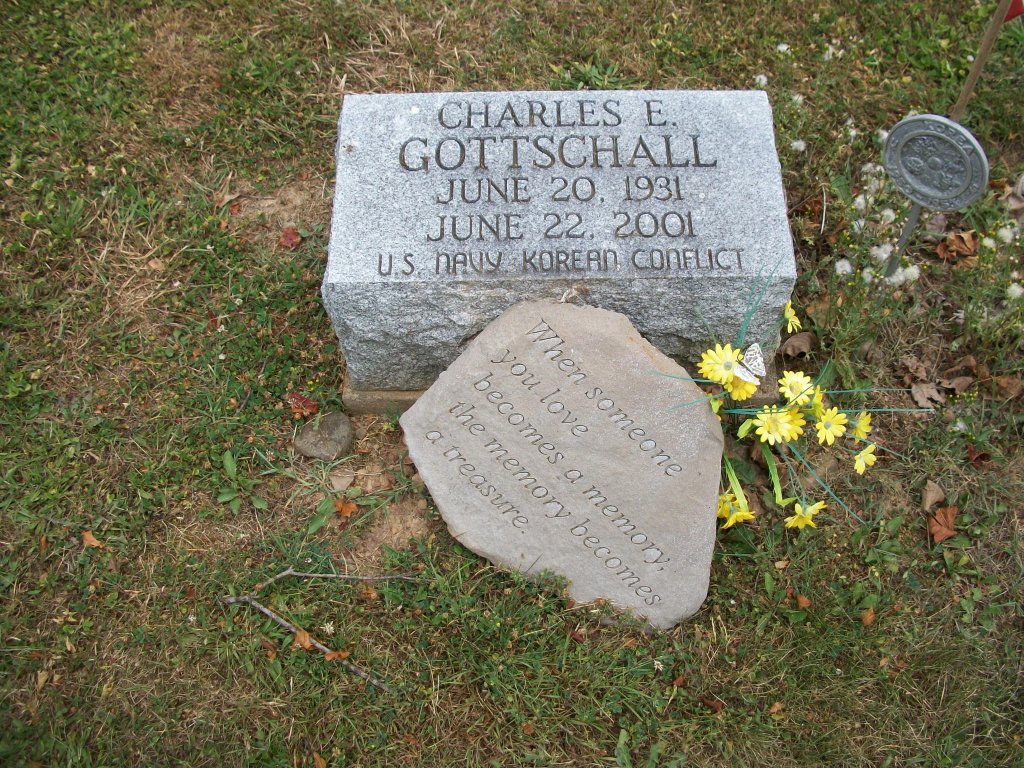 CHARLES E.
GOTTSCHALL
JUNE 20, 1931
JUNE 22, 2001
U.S. NAVY KOREAN CONFLICT
When someone
you love
becomes a memory,
the memory becomes
a treasure.